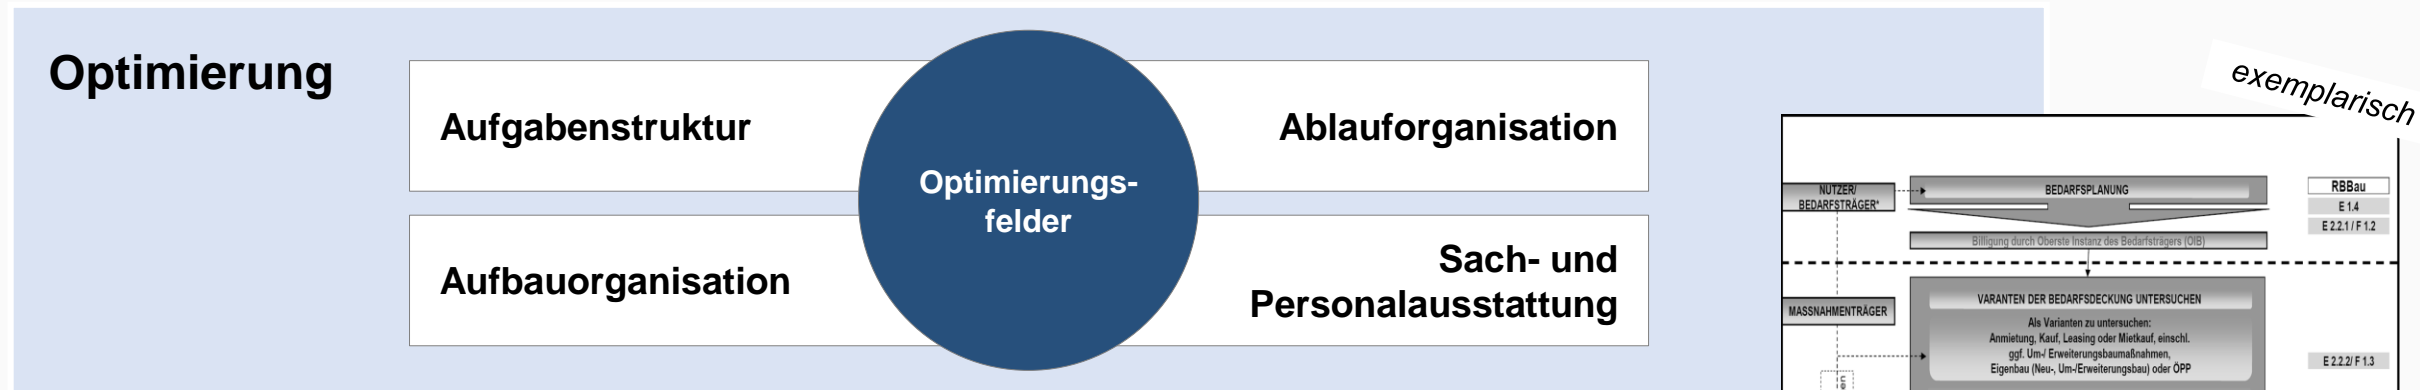 Optimierung
Aufgabenstruktur
Ablauforganisation
Optimierungs-
felder
Aufbauorganisation
Sach- und
Personalausstattung
exemplarisch
NUTZER/
BEDARFSTRÄGER*
BEDARFSPLANUNG
RBBau
E 1.4
E 2.2.1 / F 1.2
Billigung durch Oberste Instanz des Bedarfsträgers (OIB)
MASSNAHMENTRÄGER
VARIANTEN DER BEDARFSDECKUNG UNTERSUCHEN
Als Varianten zu untersuchen:
Anmietung, Kauf, Leasing oder Mietkauf, einschl.
ggf. Um-/ Erweiterungsbaumaßnahmen,
Eigenbau (Neu-, Um-/Erweiterungsbau) oder ÖPP
E 2.2.2/ F 1.3